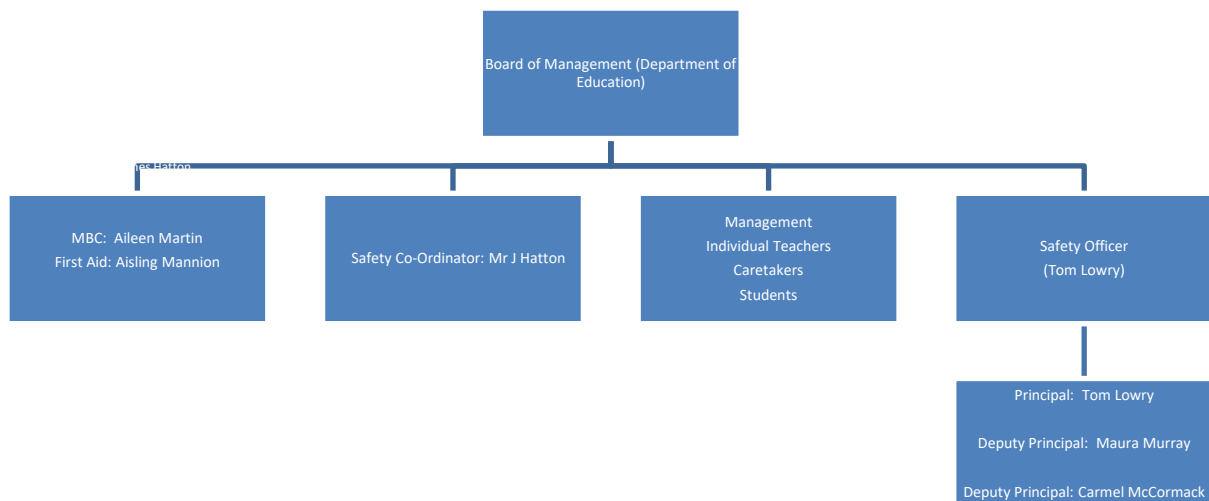 Board of Management (Department of
Education)
Hatton
MBC: Aileen Martin
First Aid: Aisling Mannion
Safety Co-Ordinator: Mr J Hatton
Management
Individual Teachers
Caretakers
Students
Safety Officer
(Tom Lowry)
Principal: Tom Lowry
Deputy Principal: Maura Murray
Deputy Principal: Carmel McCormack